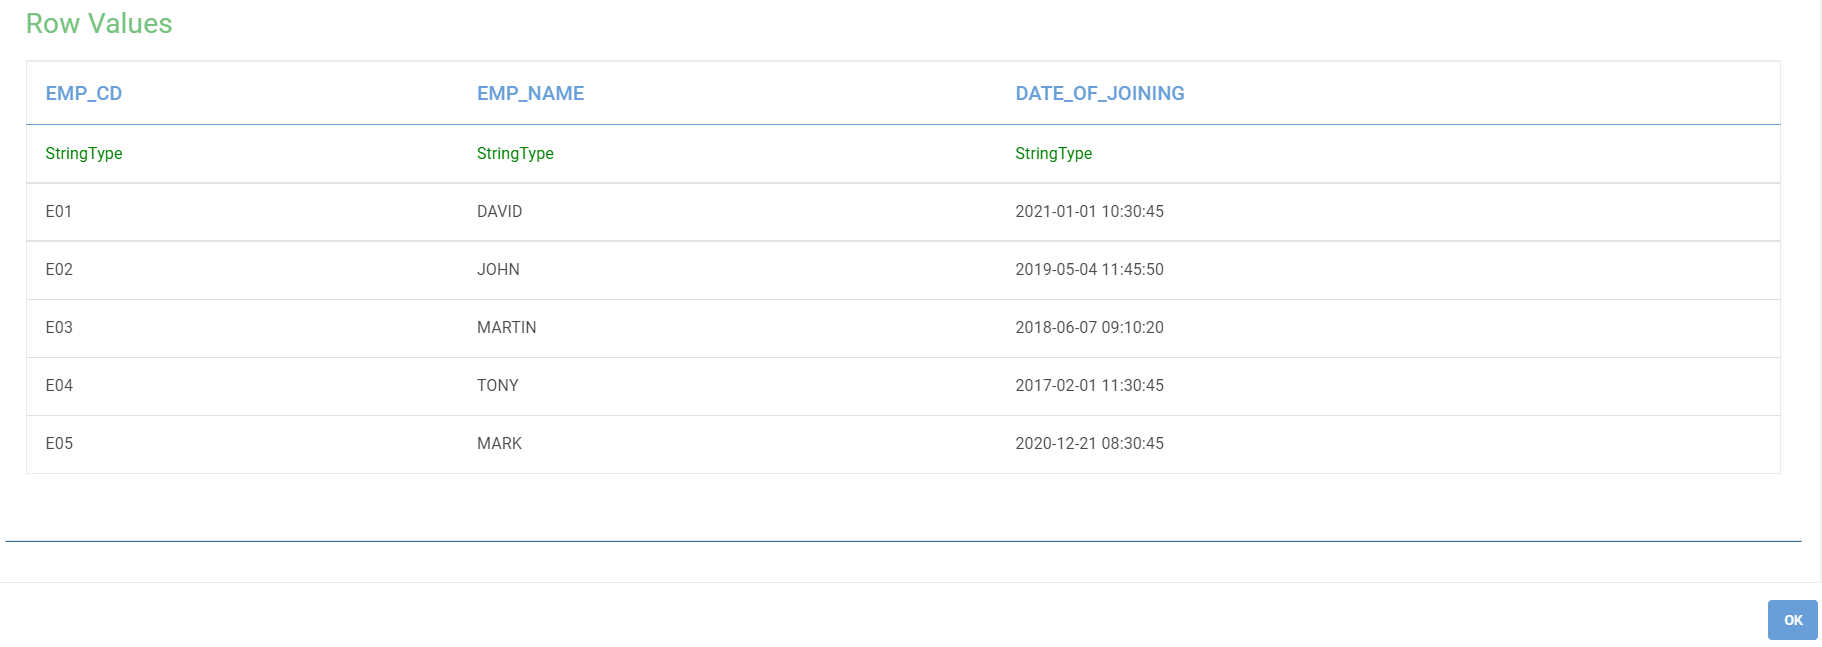 Row Values
EMP_CD EMP_NAME DATE_OF_JOINING
StringType StringType StringType
E01 DAVID 2021-01-01 10:30:45
E02 JOHN 2019-05-04 11:45:50
E03 MARTIN 2018-06-07 09:10:20
E04 TONY 2017-02-01 11:30:45
E05 MARK 2020-12-21 08:30:45
OK